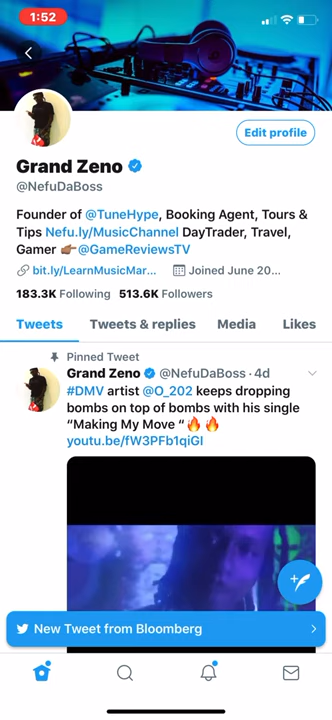 1:52
Edit profile
Grand Zeno
@NefuDaBoss
Founder of @TuneHype, Booking Agent, Tours &
Tips Nefu.ly/MusicChannel DayTrader, Travel,
Gamer 👉🏽@GameReviewsTV
bit.ly/LearnMusicMar... Joined June 20...
183.3K Following 513.6K Followers
Tweets Tweets & replies Media Likes
Pinned Tweet
Grand Zeno @NefuDaBoss · 4d
#DMV artist @O_202 keeps dropping
bombs on top of bombs with his single
“Making My Move “🔥🔥
youtu.be/fW3PFb1qiGI
New Tweet from Bloomberg